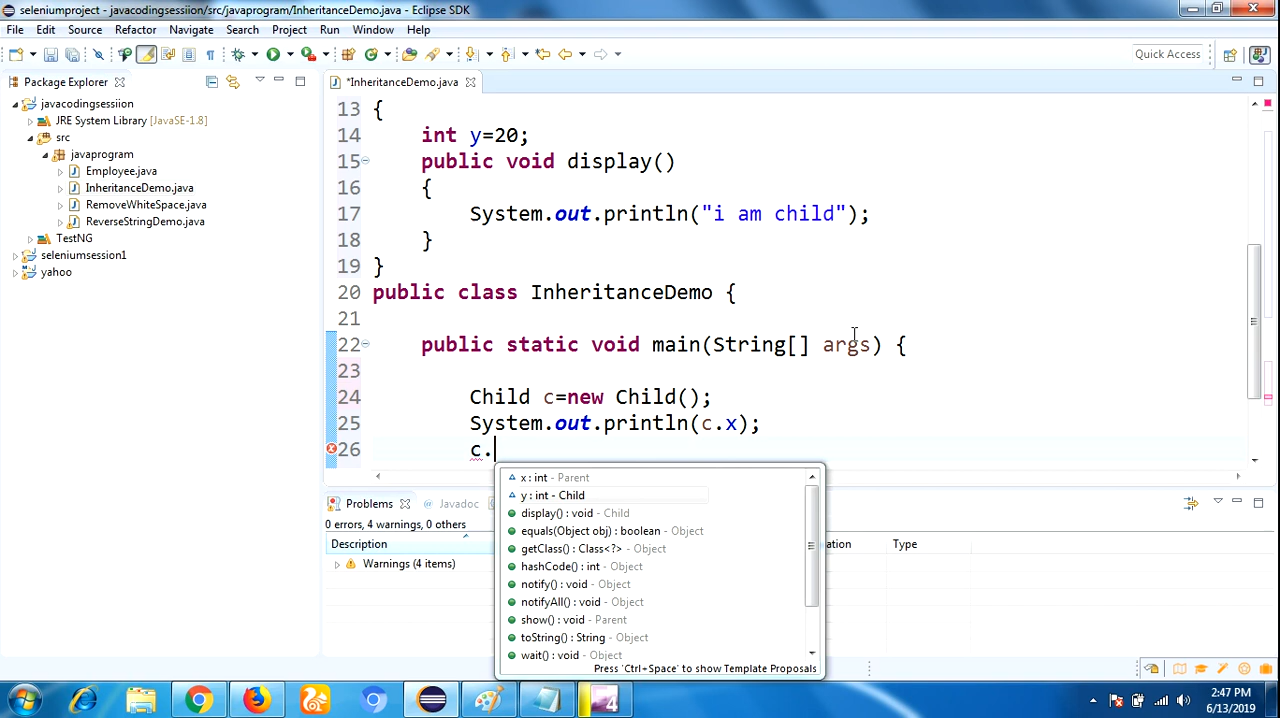 seleniumproject - javacodingsessiion/src/javaprogram/InheritanceDemo.java - Eclipse SDK
File Edit Source Refactor Navigate Search Project Run Window Help
Quick Access
Package Explorer
*InheritanceDemo.java
javacodingsessiion
JRE System Library [JavaSE-1.8]
src
javaprogram
Employee.java
InheritanceDemo.java
RemoveWhiteSpace.java
ReverseStringDemo.java
TestNG
seleniumsession1
yahoo
13 {
14 int y=20;
15 public void display()
16 {
17 System.out.println("i am child");
18 }
19 }
20 public class InheritanceDemo {
21
22 public static void main(String[] args) {
23
24 Child c=new Child();
25 System.out.println(c.x);
26 c.
x : int - Parent
y : int - Child
display() : void - Child
equals(Object obj) : boolean - Object
getClass() : Class<?> - Object
hashCode() : int - Object
notify() : void - Object
notifyAll() : void - Object
show() : void - Parent
toString() : String - Object
wait() : void - Object
Press 'Ctrl+Space' to show Template Proposals
Problems @ Javadoc
0 errors, 4 warnings, 0 others
Description ation Type
Warnings (4 items)
4
2:47 PM
6/13/2019